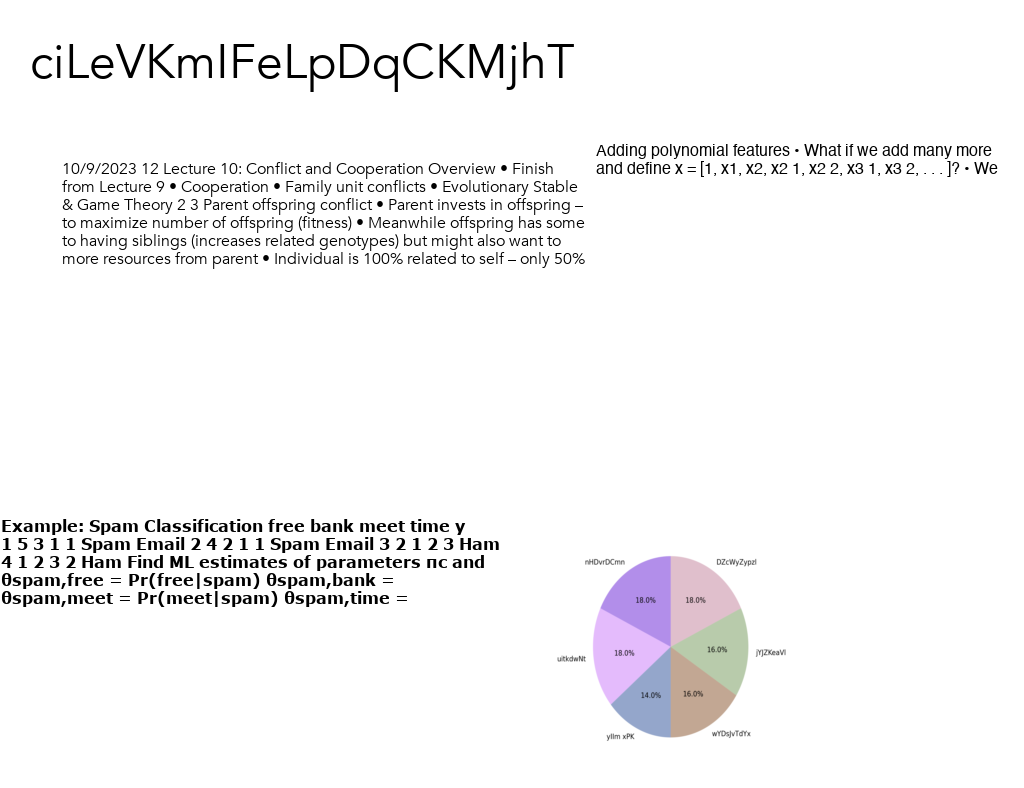 ciLeVKmIFeLpDqCKMjhT
10/9/2023 12 Lecture 10: Conflict and Cooperation Overview • Finish
from Lecture 9 • Cooperation • Family unit conflicts • Evolutionary Stable
& Game Theory 2 3 Parent offspring conflict • Parent invests in offspring –
to maximize number of offspring (fitness) • Meanwhile offspring has some
to having siblings (increases related genotypes) but might also want to
more resources from parent • Individual is 100% related to self – only 50%
Adding polynomial features • What if we add many more
and define x = [1, x1, x2, x2 1, x2 2, x3 1, x3 2, . . . ]? • We
Example: Spam Classification free bank meet time y
1 5 3 1 1 Spam Email 2 4 2 1 1 Spam Email 3 2 1 2 3 Ham
4 1 2 3 2 Ham Find ML estimates of parameters πc and
θspam,free = Pr(free|spam) θspam,bank =
θspam,meet = Pr(meet|spam) θspam,time =
nHDvrDCmn
DZcWyZypzl
18.0%
18.0%
16.0%
18.0%
uitkdwNt
14.0%
16.0%
wYDsJvTdYx